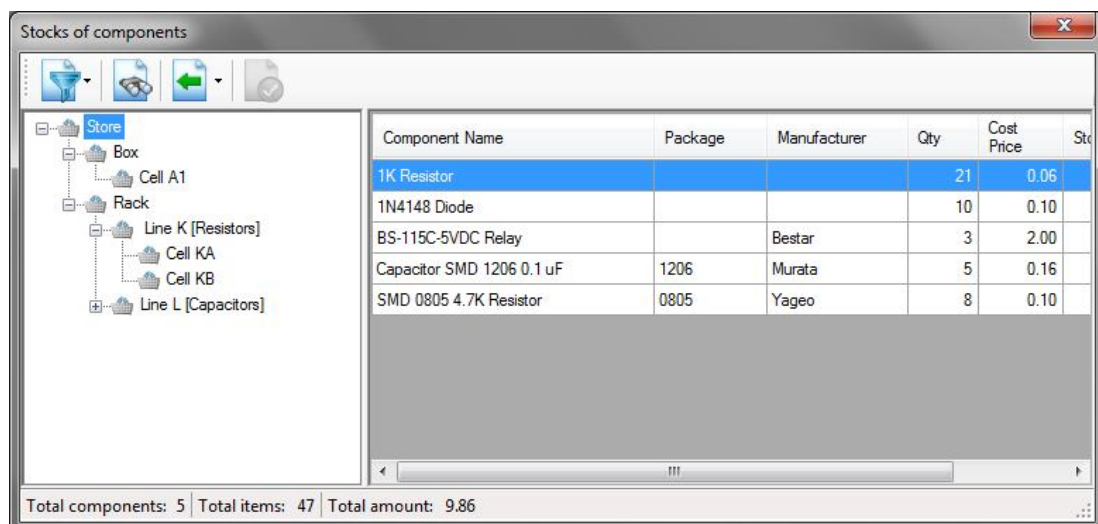 Stocks of components
Store
Box
Cell A1
Rack
Line K [Resistors]
Cell KA
Cell KB
Line L [Capacitors]
Component Name Package Manufacturer Qty Cost Price
1K Resistor 21 0.06
1N4148 Diode 10 0.10
BS-115C-5VDC Relay Bestar 3 2.00
Capacitor SMD 1206 0.1 uF 1206 Murata 5 0.16
SMD 0805 4.7K Resistor 0805 Yageo 8 0.10
Total components: 5 Total items: 47 Total amount: 9.86